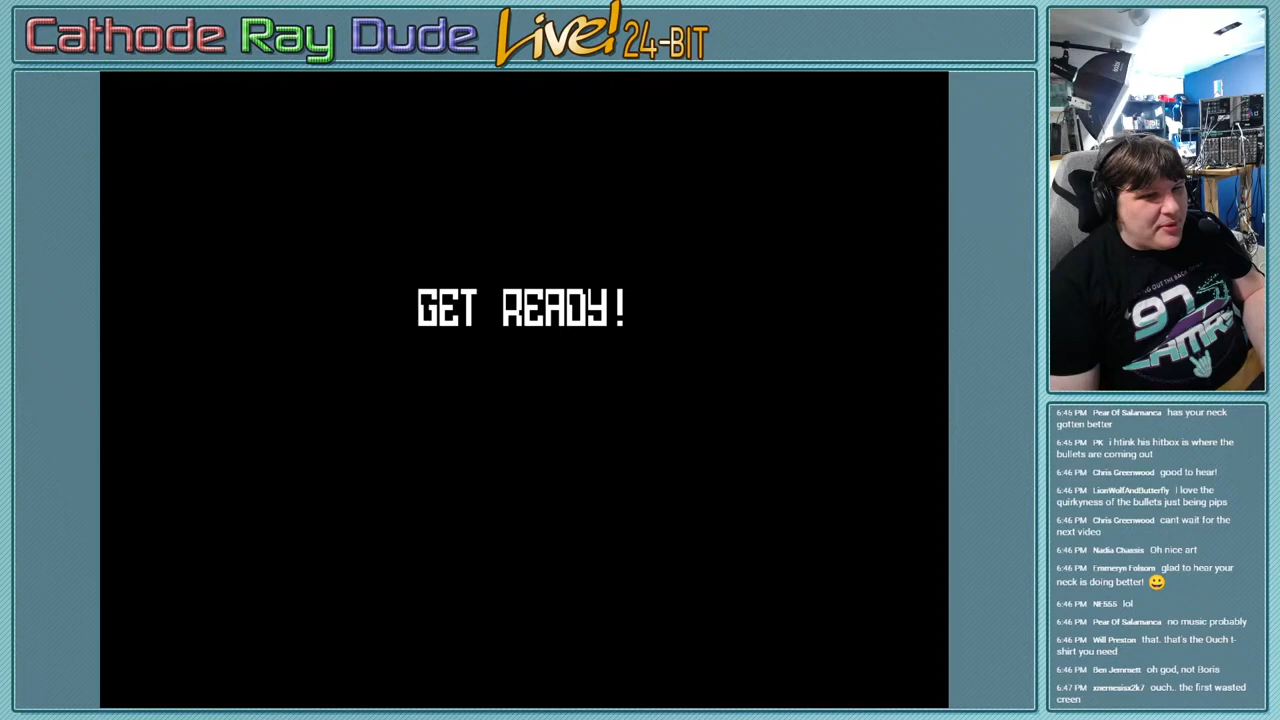 Cathode Ray Dude Live! 24-BIT
GET READY!
97
6:45 PM Pear Of Salamanca has your neck
gotten better
6:45 PM PK i htink his hitbox is where the
bullets are coming out
6:46 PM Chris Greenwood good to hear!
6:46 PM LionWolfAndButterfly I love the
quirkyness of the bullets just being pips
6:46 PM Chris Greenwood cant wait for the
next video
6:46 PM Nadia Chassis Oh nice art
6:46 PM Emmeryn Folsom glad to hear your
neck is doing better! 😀
6:46 PM NE555 lol
6:46 PM Pear Of Salamanca no music probably
6:46 PM Will Preston that. that's the Ouch t-
shirt you need
6:46 PM Ben Jemmett oh god, not Boris
6:47 PM xnemesisx2k7 ouch.. the first wasted
creen